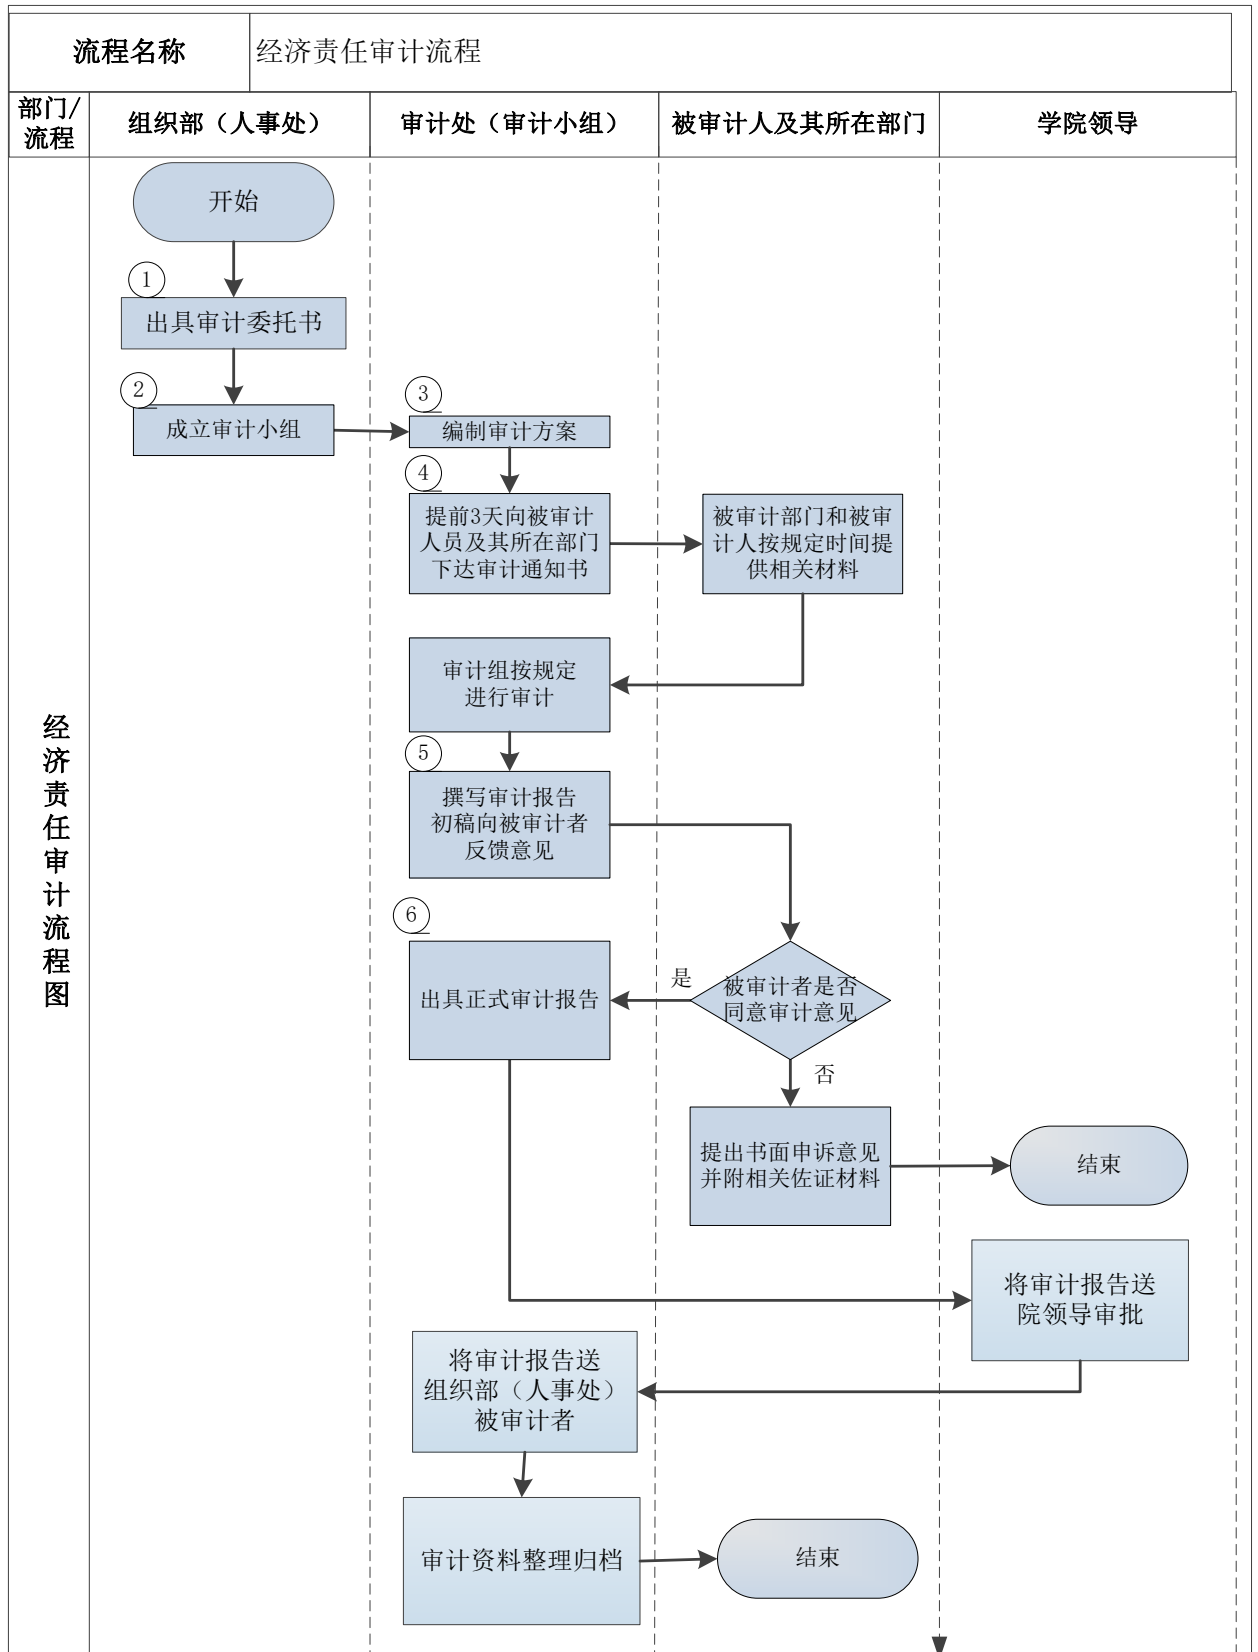 流程名称
经济责任审计流程
部门/
流程
组织部（人事处）
审计处（审计小组）
被审计人及其所在部门
学院领导
开始
1
出具审计委托书
2
成立审计小组
3
编制审计方案
4
提前3天向被审计
人员及其所在部门
下达审计通知书
被审计部门和被审
计人按规定时间提
供相关材料
审计组按规定
进行审计
5
撰写审计报告
初稿向被审计者
反馈意见
经
济
责
任
审
计
流
程
图
6
出具正式审计报告
是
被审计者是否
同意审计意见
否
提出书面申诉意见
并附相关佐证材料
结束
将审计报告送
院领导审批
将审计报告送
组织部（人事处）
被审计者
审计资料整理归档
结束